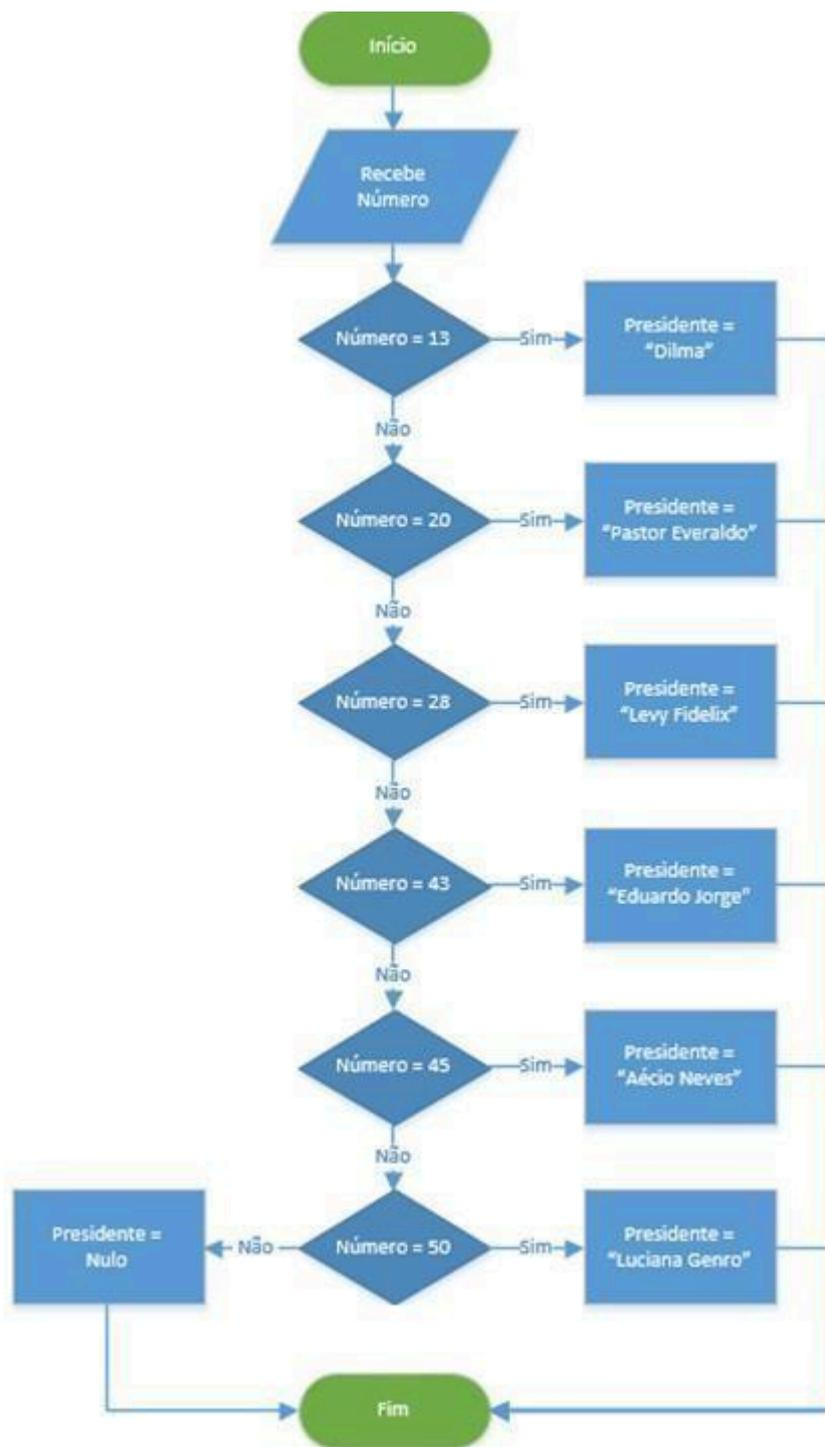 Início
Recebe
Número
Número = 13
Sim
Presidente =
“Dilma”
Não
Número = 20
Sim
Presidente =
“Pastor Everaldo”
Não
Número = 28
Sim
Presidente =
“Levy Fidelix”
Não
Número = 43
Sim
Presidente =
“Eduardo Jorge”
Não
Número = 45
Sim
Presidente =
“Aécio Neves”
Não
Número = 50
Sim
Presidente =
“Luciana Genro”
Não
Presidente =
Nulo
Fim